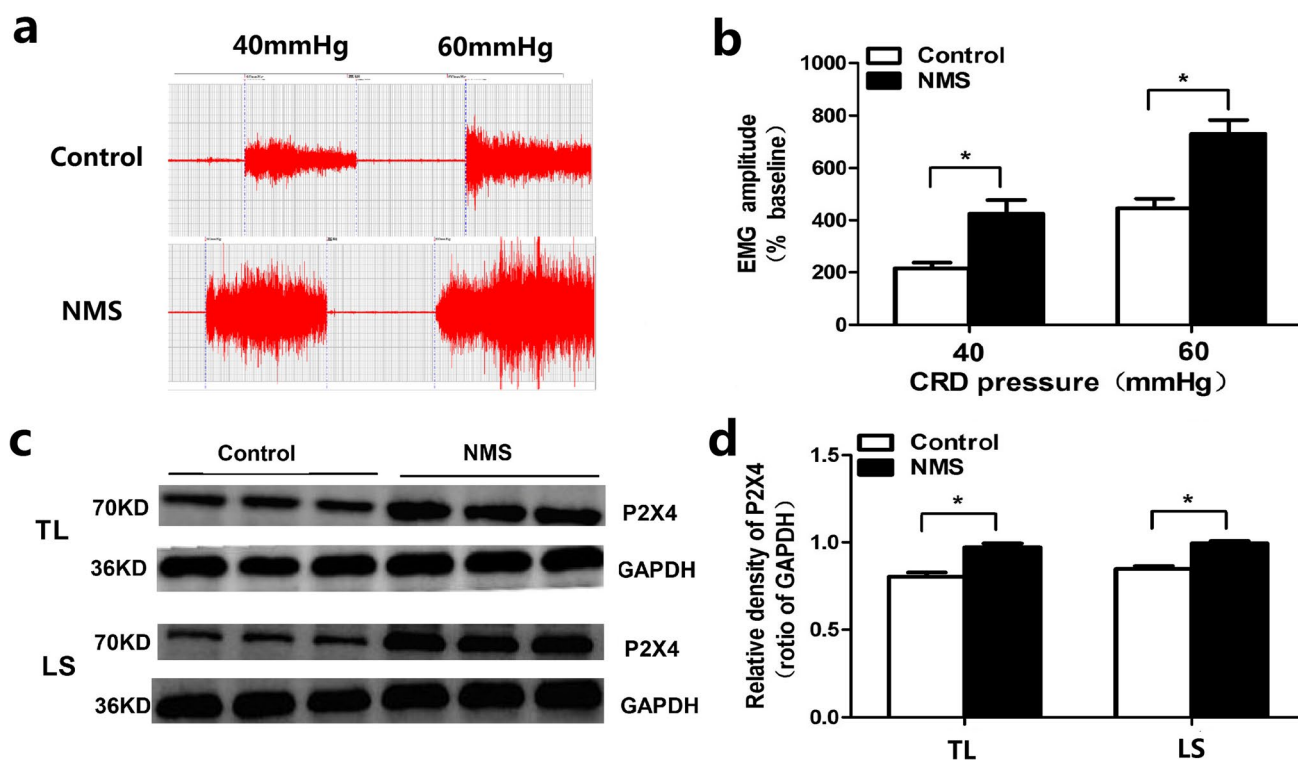 a
40mmHg 60mmHg
Control
NMS
b
Control
NMS
EMG amplitude
(% baseline)
1000
800
600
400
200
0
*
*
40 60
CRD pressure (mmHg)
c
Control NMS
TL
70KD P2X4
36KD GAPDH
LS
70KD P2X4
36KD GAPDH
d
Control
NMS
Relative density of P2X4
(rotio of GAPDH)
1.5
1.0
0.5
0.0
*
*
TL LS